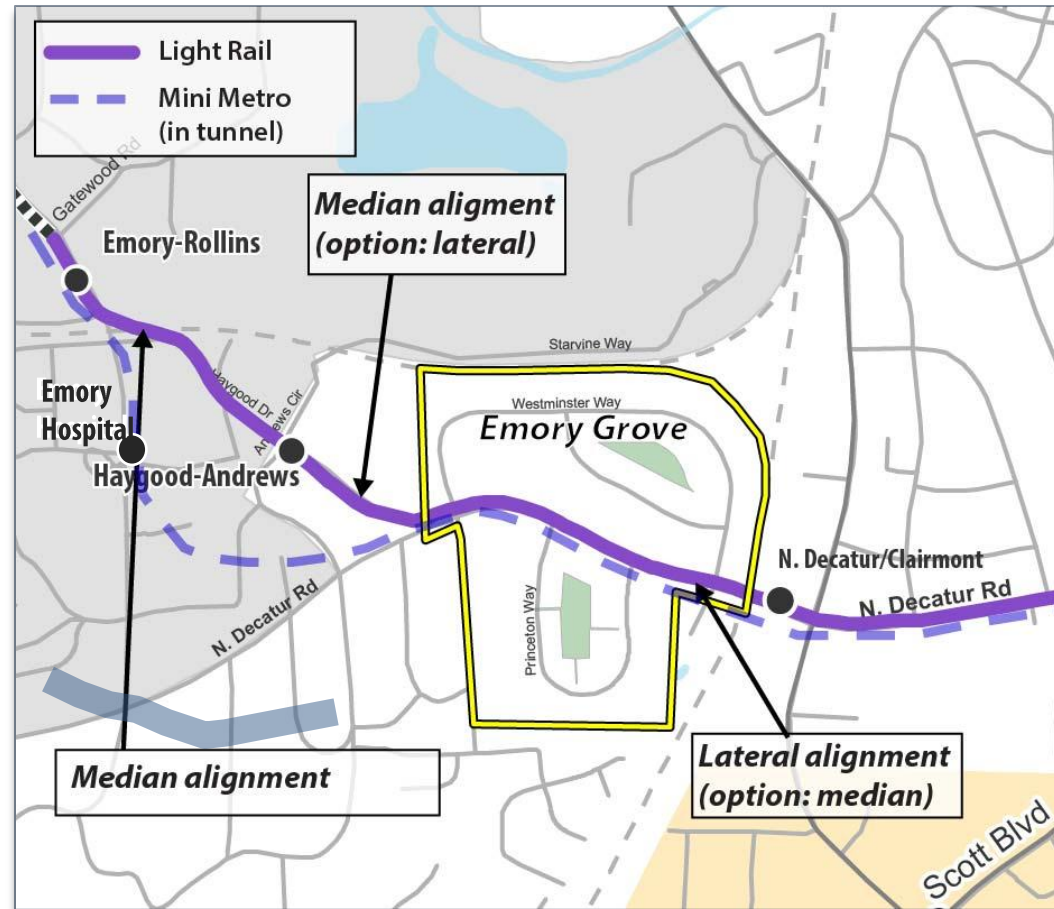 Light Rail
Mini Metro
(in tunnel)
Gatewood Rd
Emory-Rollins
Median aligment
(option: lateral)
Starvine Way
Haygood Dr
Andrews Cir
Emory
Hospital
Haygood-Andrews
Westminster Way
Emory Grove
N. Decatur/Clairmont
N. Decatur Rd
N. Decatur Rd
Princeton Way
Median alignment
Lateral alignment
(option: median)
Scott Blvd